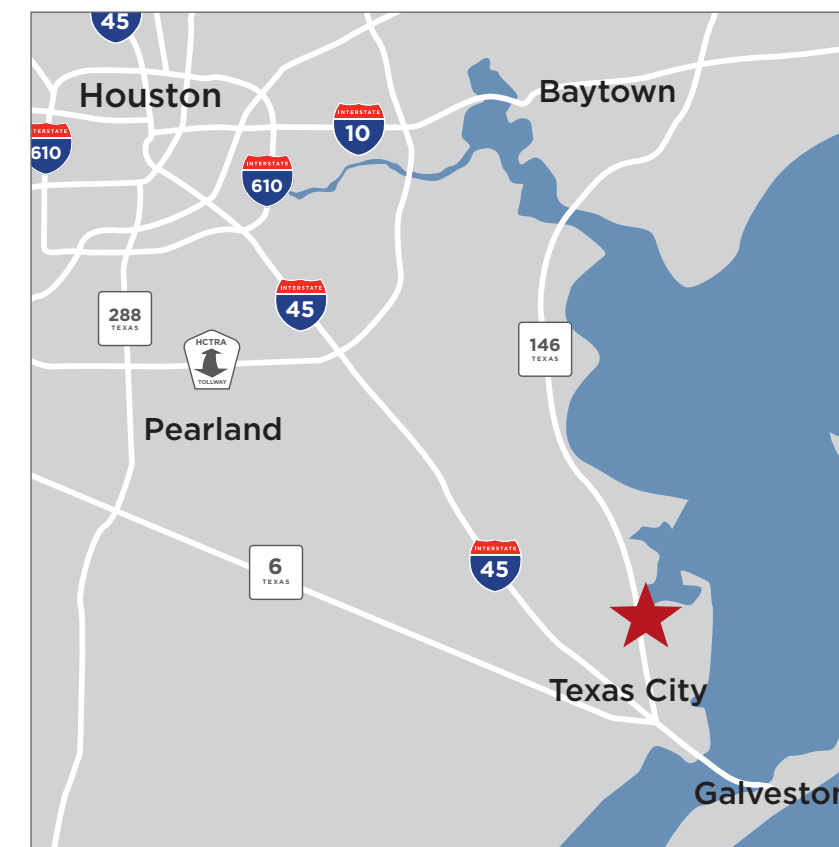 45
Houston
Baytown
INTERSTATE
10
TERSTATE
610
INTERSTATE
610
INTERSTATE
45
288
TEXAS
HCTRA
TOLLWAY
146
TEXAS
Pearland
INTERSTATE
45
6
TEXAS
Texas City
Galveston